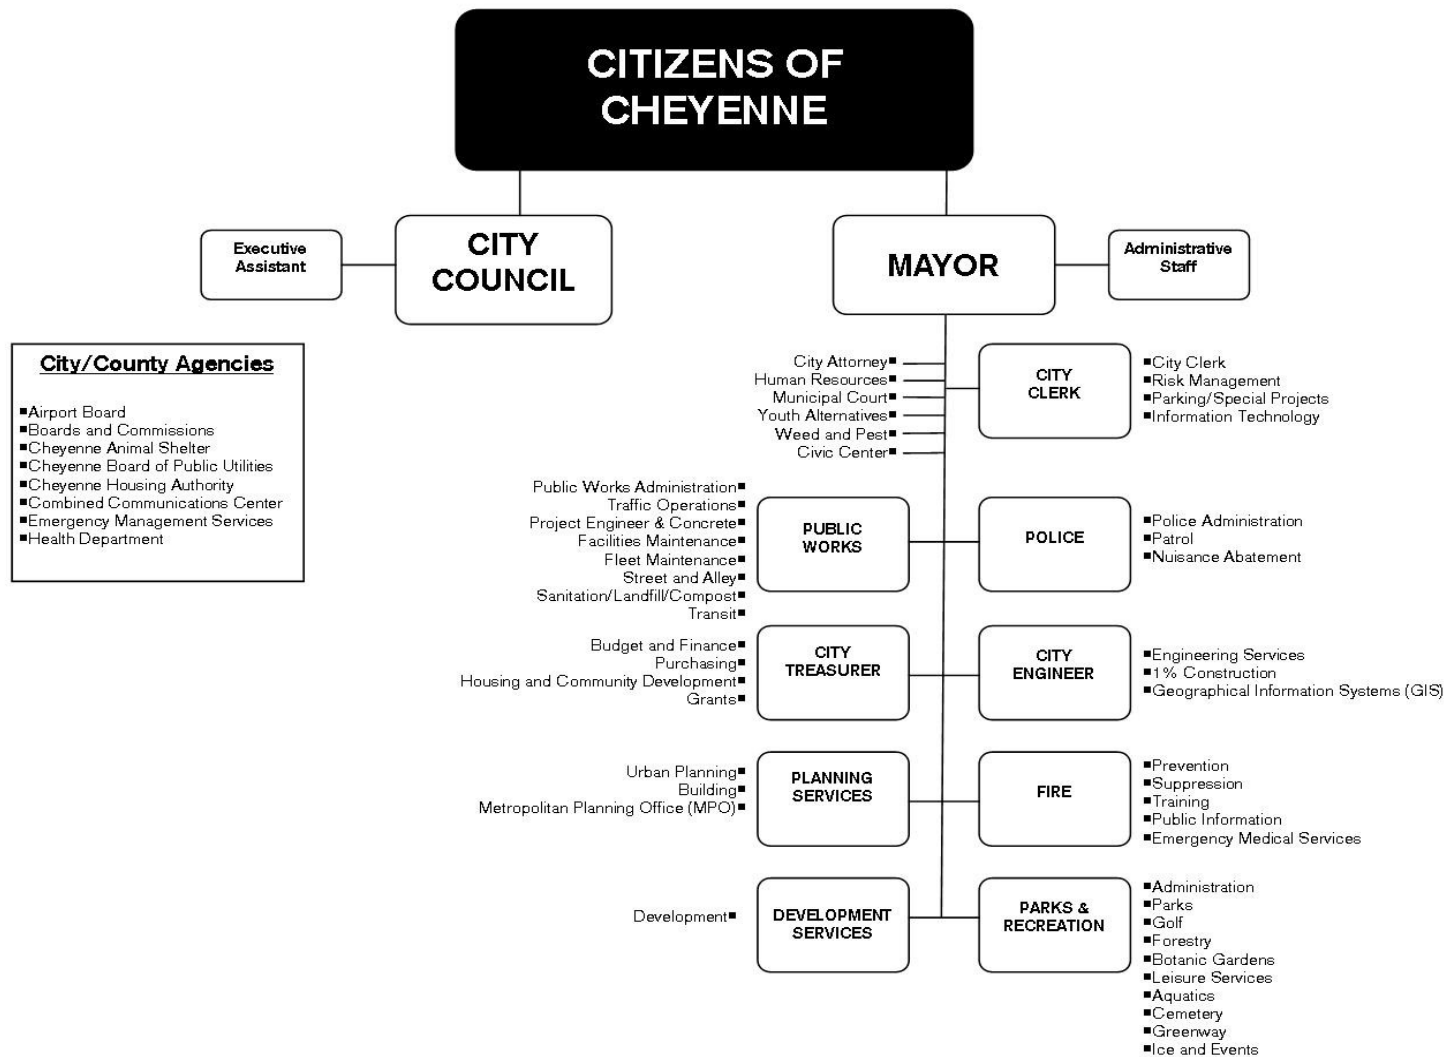 CITIZENS OF
CHEYENNE
Executive
Assistant
CITY
COUNCIL
MAYOR
Administrative
Staff
City/County Agencies
▪Airport Board
▪Boards and Commissions
▪Cheyenne Animal Shelter
▪Cheyenne Board of Public Utilities
▪Cheyenne Housing Authority
▪Combined Communications Center
▪Emergency Management Services
▪Health Department
City Attorney▪
Human Resources▪
Municipal Court▪
Youth Alternatives▪
Weed and Pest▪
Civic Center▪
CITY
CLERK
▪City Clerk
▪Risk Management
▪Parking/Special Projects
▪Information Technology
Public Works Administration▪
Traffic Operations▪
Project Engineer & Concrete▪
Facilities Maintenance▪
Fleet Maintenance▪
Street and Alley▪
Sanitation/Landfill/Compost▪
Transit▪
PUBLIC
WORKS
POLICE
▪Police Administration
▪Patrol
▪Nuisance Abatement
Budget and Finance▪
Purchasing▪
Housing and Community Development▪
Grants▪
CITY
TREASURER
CITY
ENGINEER
▪Engineering Services
▪1% Construction
▪Geographical Information Systems (GIS)
Urban Planning▪
Building▪
Metropolitan Planning Office (MPO)▪
PLANNING
SERVICES
FIRE
▪Prevention
▪Suppression
▪Training
▪Public Information
▪Emergency Medical Services
Development▪
DEVELOPMENT
SERVICES
PARKS &
RECREATION
▪Administration
▪Parks
▪Golf
▪Forestry
▪Botanic Gardens
▪Leisure Services
▪Aquatics
▪Cemetery
▪Greenway
▪Ice and Events